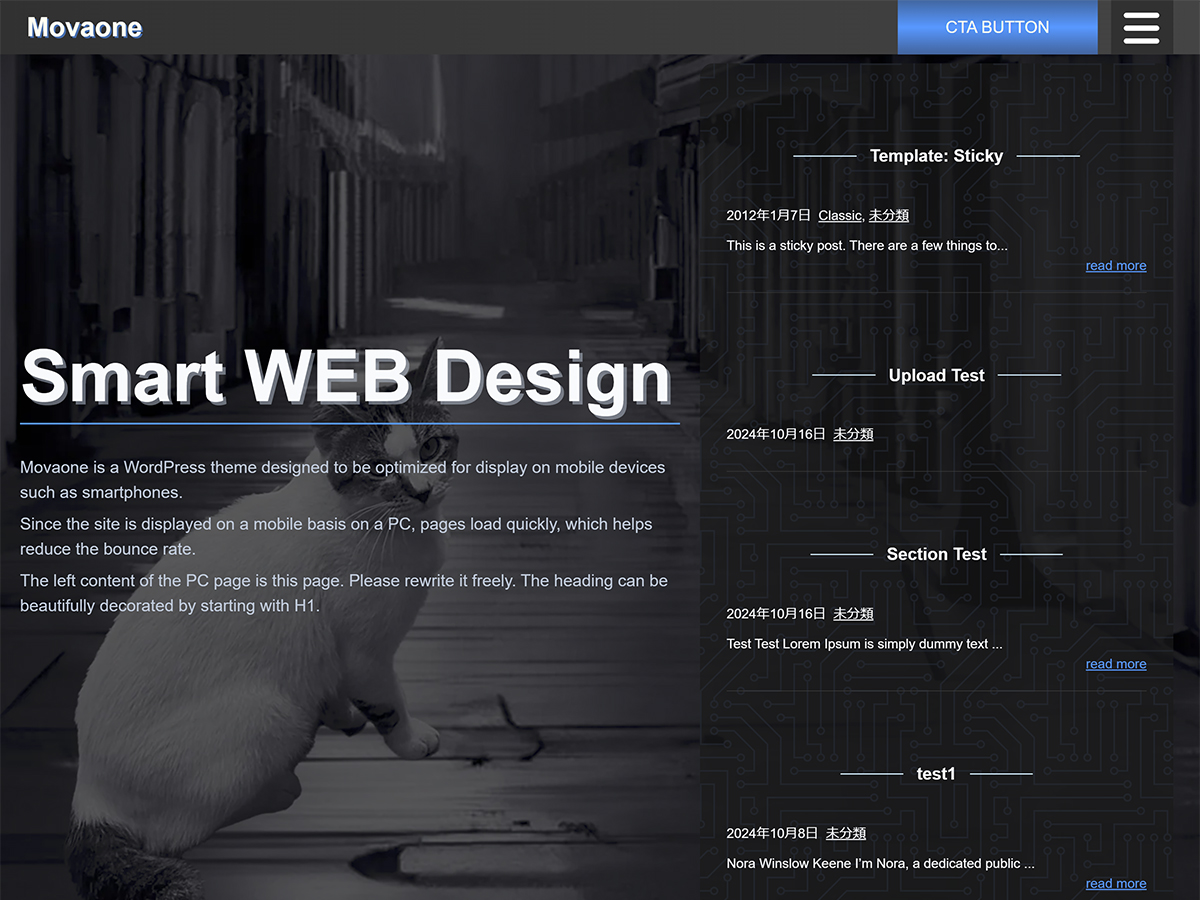 Movaone
CTA BUTTON
Smart WEB Design
Movaone is a WordPress theme designed to be optimized for display on mobile devices
such as smartphones.
Since the site is displayed on a mobile basis on a PC, pages load quickly, which helps
reduce the bounce rate.
The left content of the PC page is this page. Please rewrite it freely. The heading can be
beautifully decorated by starting with H1.
Template: Sticky
2012年1月7日 Classic, 未分類
This is a sticky post. There are a few things to...
read more
Upload Test
2024年10月16日 未分類
Section Test
2024年10月16日 未分類
Test Test Lorem Ipsum is simply dummy text ...
read more
test1
2024年10月8日 未分類
Nora Winslow Keene I'm Nora, a dedicated public ...
read more